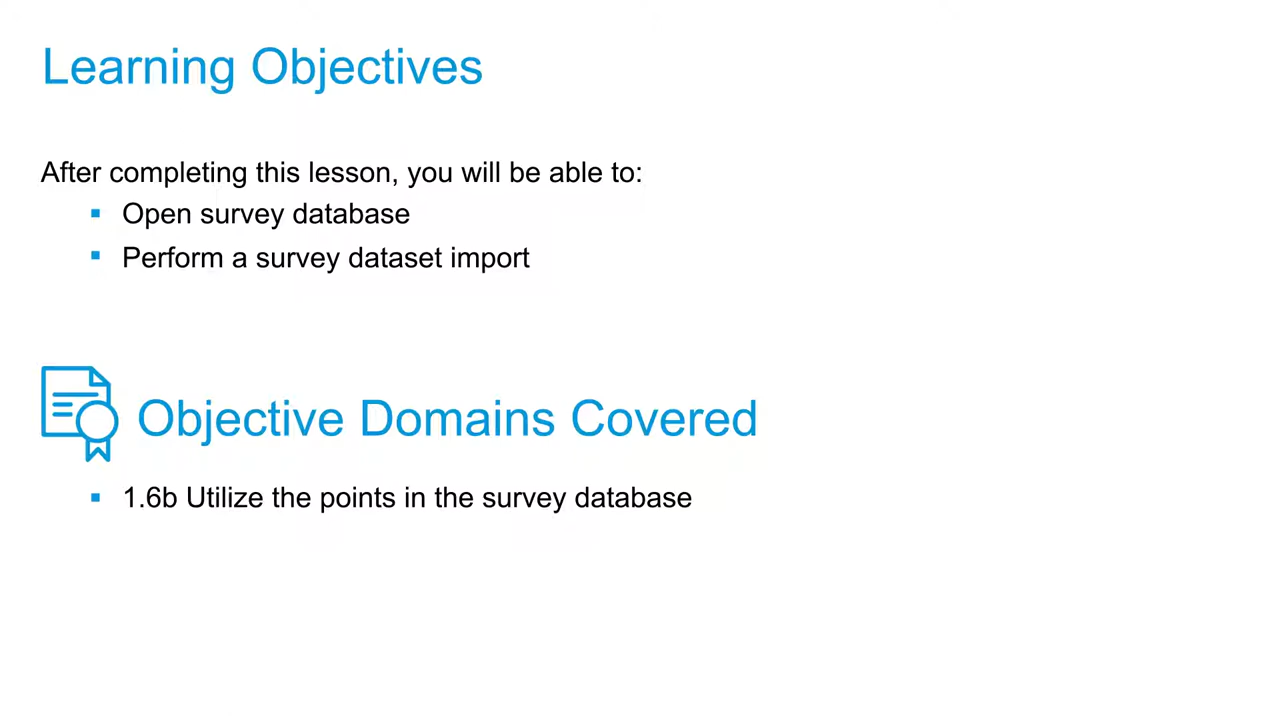 Learning Objectives
After completing this lesson, you will be able to:
▪ Open survey database
▪ Perform a survey dataset import
Objective Domains Covered
▪ 1.6b Utilize the points in the survey database